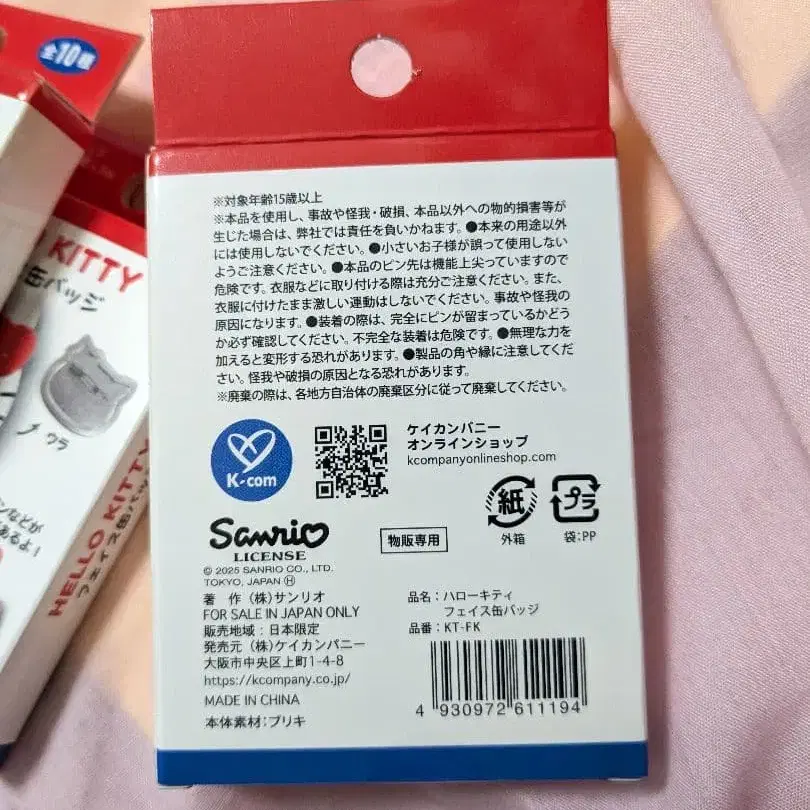 全10種
KITTY
缶バッジ
ウラ
HELLO KITTY
フェイス缶バッ
※対象年齢15歳以上
※本品を使用し、事故や怪我・破損、本品以外への物的損害等が
生じた場合は、弊社では責任を負いかねます。●本来の用途以外
には使用しないでください。●小さいお子様が誤って使用しない
ようご注意ください。●本品のピン先は機能上尖っていますので
危険です。衣服などに取り付ける際は充分ご注意ください。また、
衣服に付けたまま激しい運動はしないでください。事故や怪我の
原因になります。●装着の際は、完全にピンが留まっているかどう
か必ず確認してください。不完全な装着は危険です。●無理な力を
加えると変形する恐れがあります。●製品の角や縁に注意してくだ
さい。怪我や破損の原因となる恐れがあります。
※廃棄の際は、各地方自治体の廃棄区分に従って廃棄してください。
K-com
ケイカンパニー
オンラインショップ
kcompanyonlineshop.com
紙
外箱
プラ
袋:PP
Sanrio
LICENSE
物販専用
© 2025 SANRIO CO., LTD.
TOKYO, JAPAN Ⓗ
著 作 (株)サンリオ
FOR SALE IN JAPAN ONLY
販売地域:日本限定
発売元 (株)ケイカンパニー
大阪市中央区上町1-4-8
https://kcompany.co.jp/
MADE IN CHINA
本体素材:ブリキ
品名:ハローキティ
フェイス缶バッジ
品番:KT-FK
4 930972 611194